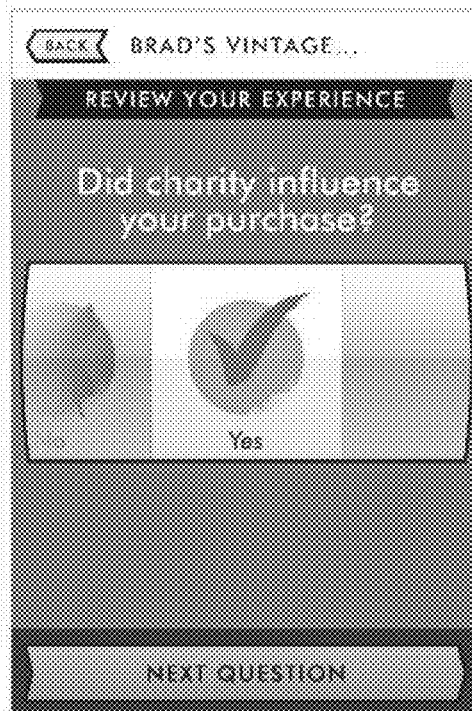 BACK
BRAD'S VINTAGE...
REVIEW YOUR EXPERIENCE
Did charity influence
your purchase?
Yes
NEXT QUESTION